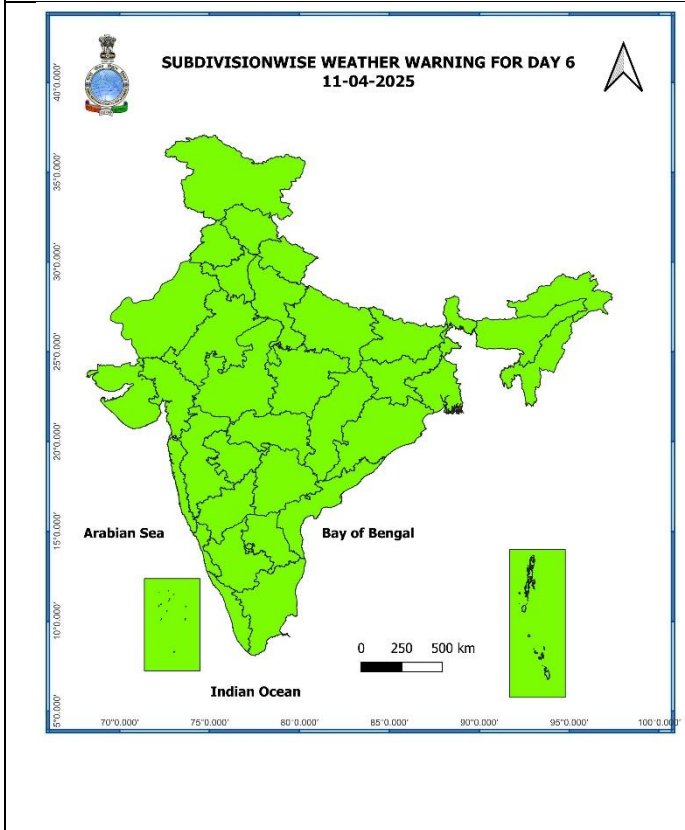 SUBDIVISIONWISE WEATHER WARNING FOR DAY 6
11-04-2025
40°0.000'
35°0.000'
30°0.000'
25°0.000'
20°0.000'
15°0.000'
10°0.000'
5°0.000'
Arabian Sea
Bay of Bengal
0 250 500 km
Indian Ocean
70°0.000' 75°0.000' 80°0.000' 85°0.000' 90°0.000' 95°0.000' 100°0.000'